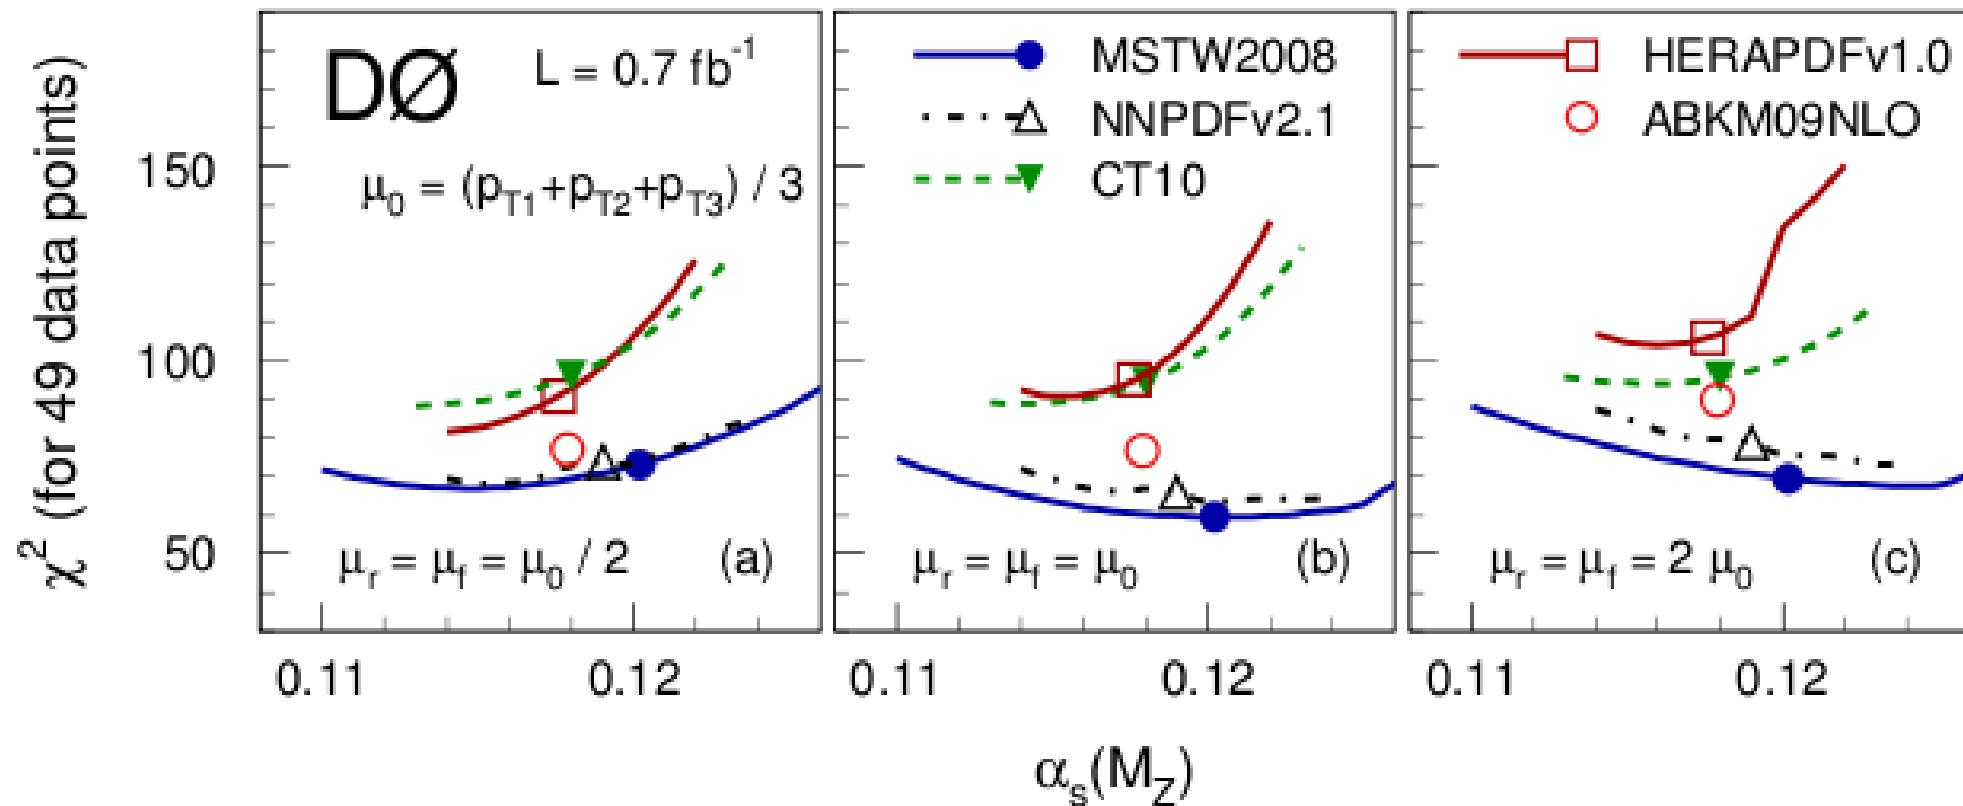 DØ
L = 0.7 fb⁻¹
μ₀ = (p_T1+p_T2+p_T3) / 3
MSTW2008
NNPDFv2.1
CT10
HERAPDFv1.0
ABKM09NLO
χ² (for 49 data points)
150
100
50
μ_r = μ_f = μ₀ / 2
(a)
μ_r = μ_f = μ₀
(b)
μ_r = μ_f = 2 μ₀
(c)
0.11
0.12
0.11
0.12
0.11
0.12
α_s(M_Z)